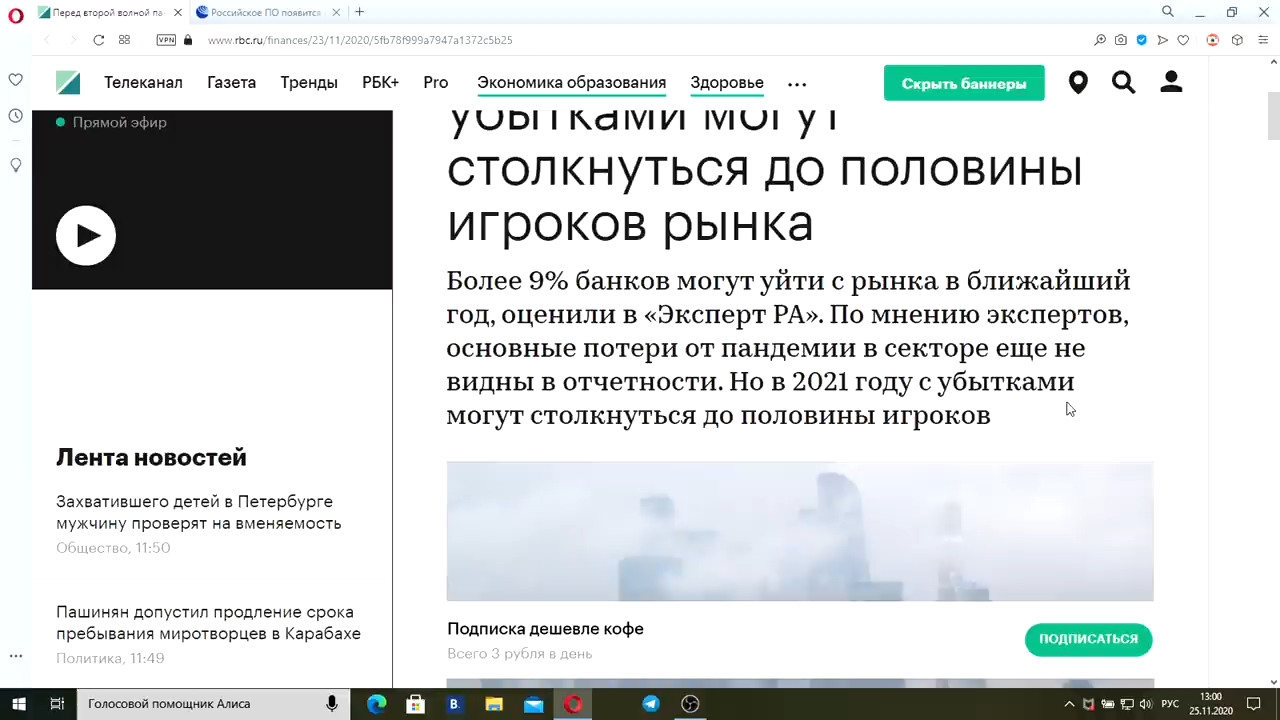 Перед второй волной па
Российское ПО появится
VPN
www.rbc.ru/finances/23/11/2020/5fb78f999a7947a1372c5b25
Телеканал Газета Тренды РБК+ Pro Экономика образования Здоровье ...
Скрыть баннеры
Прямой эфир
убытками могут
столкнуться до половины
игроков рынка
Более 9% банков могут уйти с рынка в ближайший
год, оценили в «Эксперт РА». По мнению экспертов,
основные потери от пандемии в секторе еще не
видны в отчетности. Но в 2021 году с убытками
могут столкнуться до половины игроков
Лента новостей
Захватившего детей в Петербурге
мужчину проверят на вменяемость
Общество, 11:50
Пашинян допустил продление срока
пребывания миротворцев в Карабахе
Политика, 11:49
Подписка дешевле кофе
Всего 3 рубля в день
ПОДПИСАТЬСЯ
Голосовой помощник Алиса
B.
РУС
13:00
25.11.2020